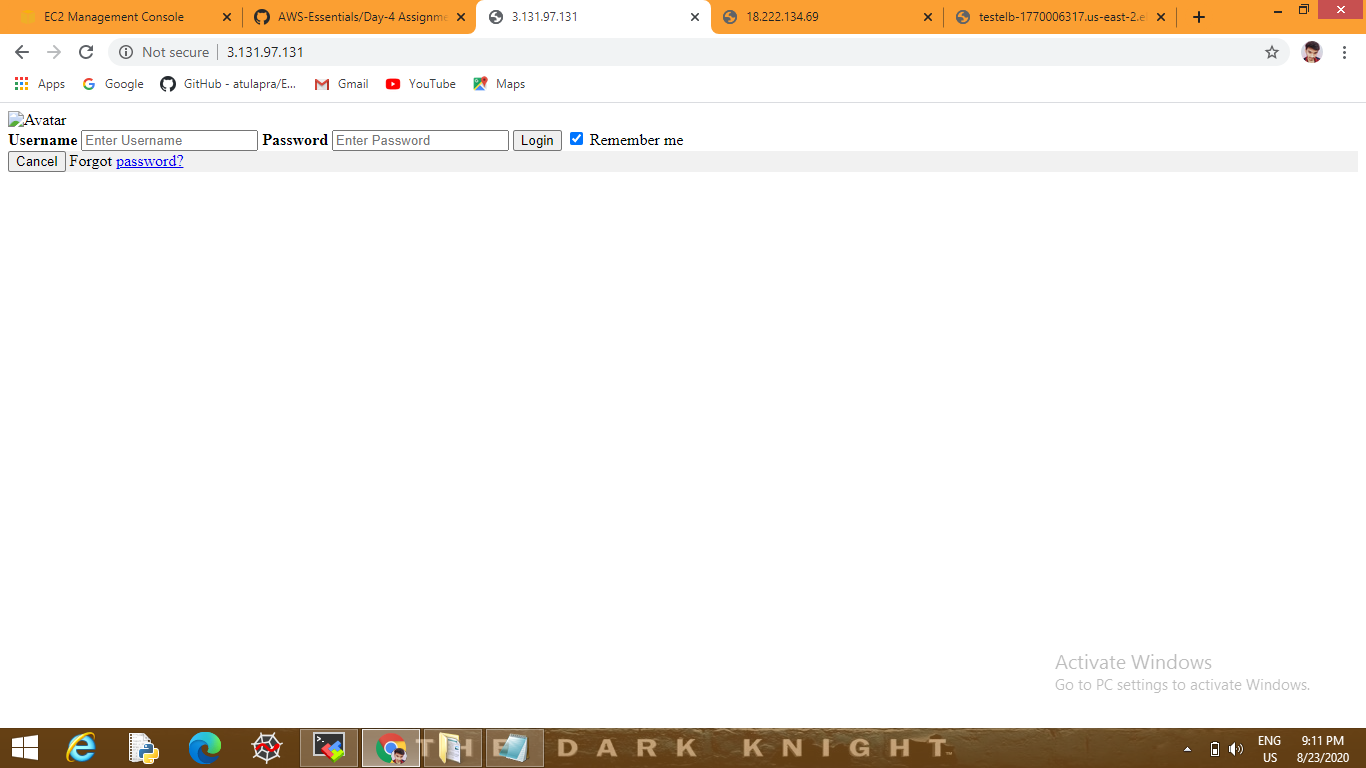 EC2 Management Console
AWS-Essentials/Day-4 Assignme
3.131.97.131
18.222.134.69
testelb-1770006317.us-east-2.e
Not secure 3.131.97.131
Apps Google GitHub - atulapra/E... Gmail YouTube Maps
Avatar
Username Enter Username Password Enter Password Login Remember me
Cancel Forgot password?
Activate Windows
Go to PC settings to activate Windows.
THE DARK KNIGHT
ENG 9:11 PM
US 8/23/2020